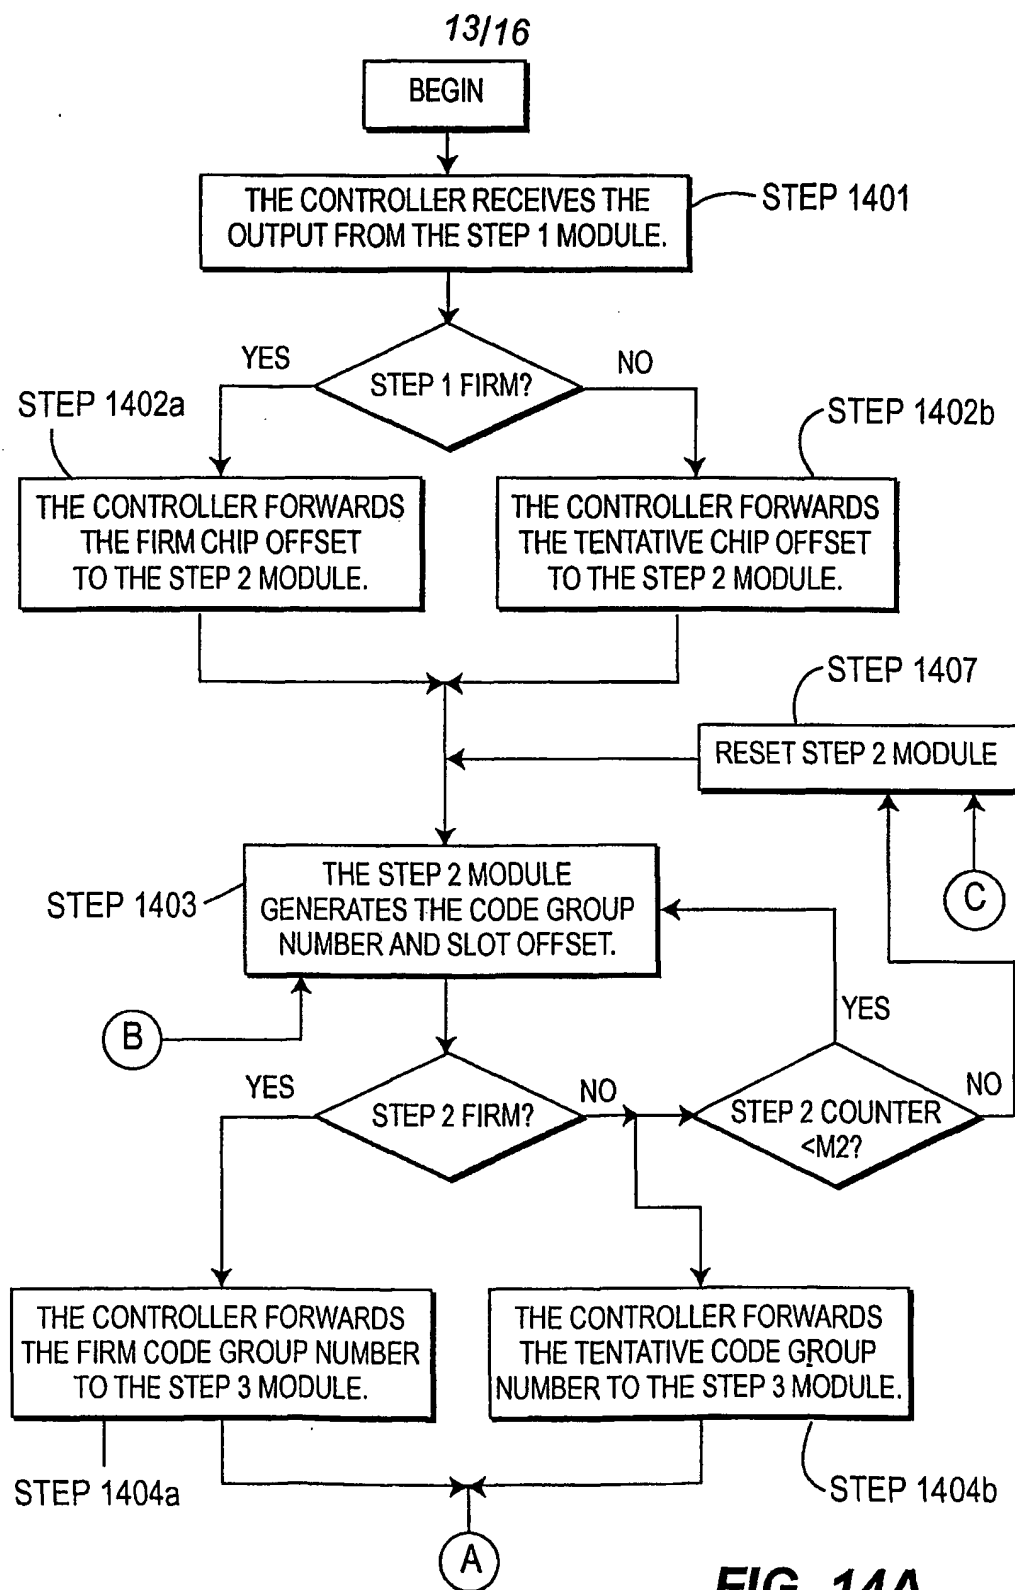 13/16
BEGIN
THE CONTROLLER RECEIVES THE
OUTPUT FROM THE STEP 1 MODULE.
STEP 1401
YES
STEP 1 FIRM?
NO
STEP 1402a
STEP 1402b
THE CONTROLLER FORWARDS
THE FIRM CHIP OFFSET
TO THE STEP 2 MODULE.
THE CONTROLLER FORWARDS
THE TENTATIVE CHIP OFFSET
TO THE STEP 2 MODULE.
STEP 1407
RESET STEP 2 MODULE
STEP 1403
THE STEP 2 MODULE
GENERATES THE CODE GROUP
NUMBER AND SLOT OFFSET.
C
B
YES
YES
STEP 2 FIRM?
NO
STEP 2 COUNTER
<M2?
NO
THE CONTROLLER FORWARDS
THE FIRM CODE GROUP NUMBER
TO THE STEP 3 MODULE.
THE CONTROLLER FORWARDS
THE TENTATIVE CODE GROUP
NUMBER TO THE STEP 3 MODULE.
STEP 1404a
STEP 1404b
A
FIG. 14A